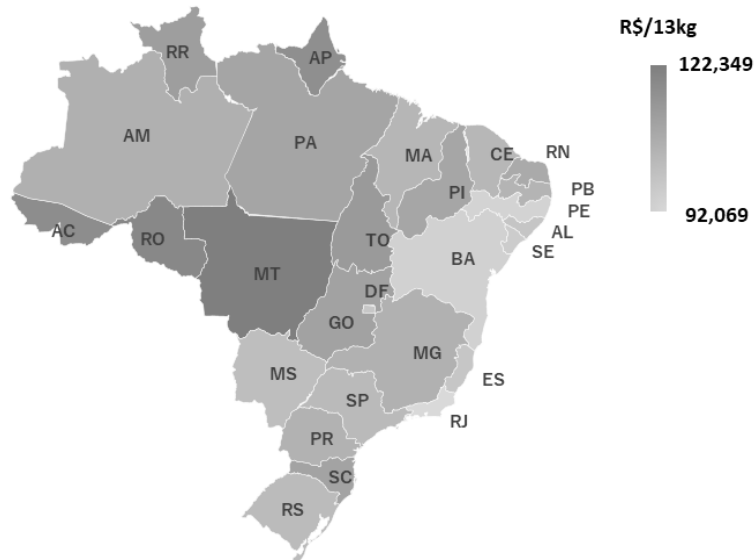 R$/13kg
122,349
92,069
RR
AP
AM
PA
MA
CE
RN
PI
PB
PE
AL
SE
AC
RO
TO
BA
MT
DF
GO
MG
MS
ES
SP
RJ
PR
SC
RS